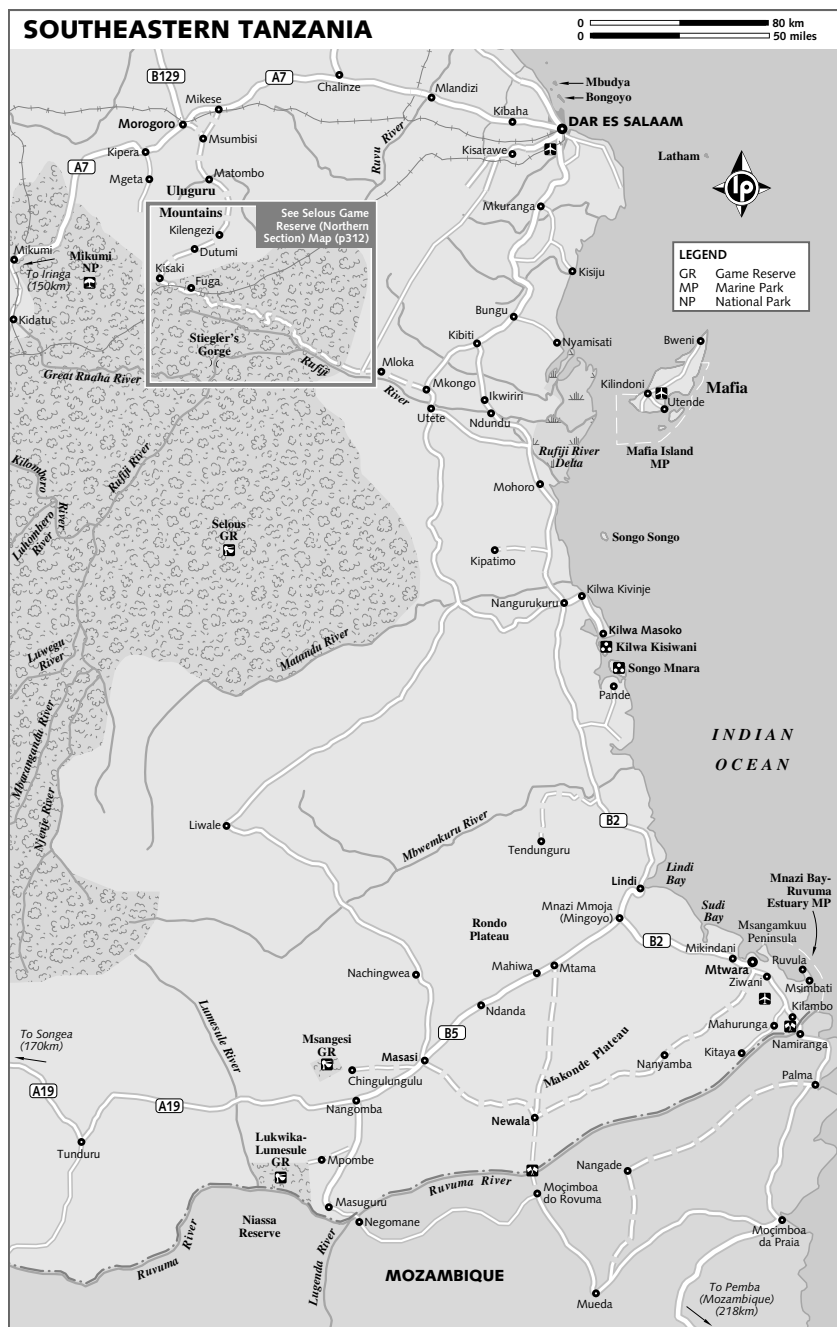 SOUTHEASTERN TANZANIA
0 80 km
0 50 miles
B129
A7
Chalinze
Mikese
Mlandizi
Mbudya
Bongoyo
Kibaha
DAR ES SALAAM
Morogoro
Msumbisi
Ruvu River
Kisarawe
Kipera
A7
Latham
Mgeta
Matombo
Uluguru
Mountains
lp
See Selous Game
Reserve (Northern
Section) Map (p312)
Mkuranga
Kilengezi
Dutumi
Mikumi
To Iringa
(150km)
Mikumi
NP
Kisaki
Fuga
Kisiju
LEGEND
GR Game Reserve
MP Marine Park
NP National Park
Kidatu
Bungu
Stiegler's
Gorge
Kibiti
Nyamisati
Bweni
Rufiji
River
Great Ruaha River
Mloka
Mkongo
Ikwiriri
Kilindoni
Mafia
Utende
Utete
Ndundu
Rufiji River
Delta
Mafia Island
MP
Kilombero
River
Rufiji River
Mohoro
Luhombero
River
Selous
GR
Songo Songo
Kipatimo
Kilwa Kivinje
Nangurukuru
Kilwa Masoko
Kilwa Kisiwani
Luwegu
River
Matandu River
Songo Mnara
Pande
Mbarangandu River
INDIAN
OCEAN
Njenje River
Liwale
B2
Mbwemkuru River
Tendunguru
Lindi
Lindi
Bay
Mnazi Bay-
Ruvuma
Estuary MP
Mnazi Mmoja
(Mingoyo)
Sudi
Bay
Rondo
Plateau
B2
Msangamkuu
Peninsula
Mikindani
Ruvula
Nachingwea
Mahiwa
Mtama
Mtwara
Ziwani
Msimbati
Lumesule River
Ndanda
Kilambo
To Songea
(170km)
Msangesi
GR
B5
Mahurunga
Namiranga
Masasi
Makonde Plateau
Nanyamba
Kitaya
Chingulungulu
Palma
A19
A19
Nangomba
Newala
Tunduru
Lukwika-
Lumesule
GR
Mpombe
Nangade
Ruvuma River
Moçimboa
do Rovuma
Masuguru
Niassa
Reserve
Negomane
Moçimboa
da Praia
Ruvuma River
Lugenda River
MOZAMBIQUE
To Pemba
(Mozambique)
(218km)
Mueda